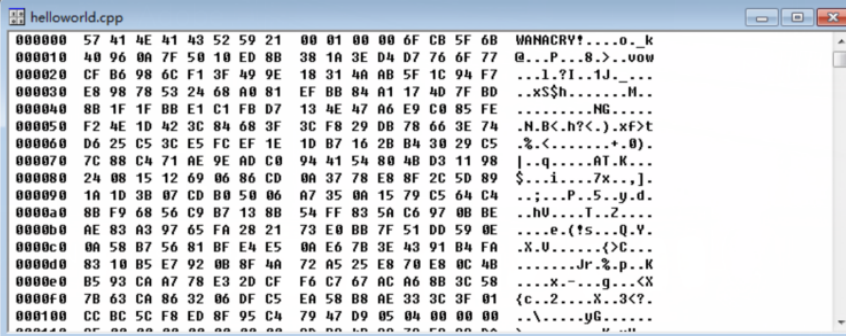 helloworld.cpp
000000 57 41 4E 41 43 52 59 21 00 01 00 00 6F CB 5F 6B WANACRY!....o._k
000010 40 96 0A 7F 50 10 ED 8B 38 1A 3E D4 D7 76 6F 77 @...P...8.>..vow
000020 CF B6 98 6C F1 3F 49 9E 18 31 4A AB 5F 1C 94 F7 ...l.?I..1J._...
000030 E8 98 78 53 24 68 A0 81 EF BB 84 A1 17 4D 7F BD ..xS$h.......M..
000040 8B 1F 1F BB E1 C1 FB D7 13 4E 47 A6 E9 C0 85 FE .........NG.....
000050 F2 4E 1D 42 3C 84 68 3F 3C F8 29 DB 78 66 3E 74 .N.B<.h?<.).xf>t
000060 D6 25 C5 3C E5 FC EF 1E 1D B7 16 2B B4 30 29 C5 .%.<.......+.0).
000070 7C 88 C4 71 AE 9E AD C0 94 41 54 80 4B D3 11 98 |..q.....AT.K...
000080 24 08 15 12 69 06 86 CD 0A 37 78 E8 8F 2C 5D 89 $...i....7x..,].
000090 1A 1D 3B 07 CD B0 50 06 A7 35 0A 15 79 C5 64 C4 ..;...P..5..y.d.
0000a0 8B F9 68 56 C9 B7 13 8B 54 FF 83 5A C6 97 0B BE ..hV....T..Z....
0000b0 AE 83 A3 97 65 FA 28 21 73 E0 BB 7F 51 DD 59 0E ....e.(!s...Q.Y.
0000c0 0A 58 B7 56 81 BF E4 E5 0A E6 7B 3E 43 91 B4 FA .X.V......{>C...
0000d0 83 10 B5 E7 92 0B 8F 4A 72 A5 25 E8 70 E8 0C 4B .......Jr.%.p..K
0000e0 B5 93 CA A7 78 E3 2D CF F6 C7 67 AC A6 8B 3C 58 ....x.-...g...<X
0000f0 7B 63 CA 86 32 06 DF C5 EA 58 B8 AE 33 3C 3F 01 {c..2....X..3<?.
000100 CC BC 5C F8 ED 8F 95 C4 79 47 D9 05 04 00 00 00 ..\.....yG......